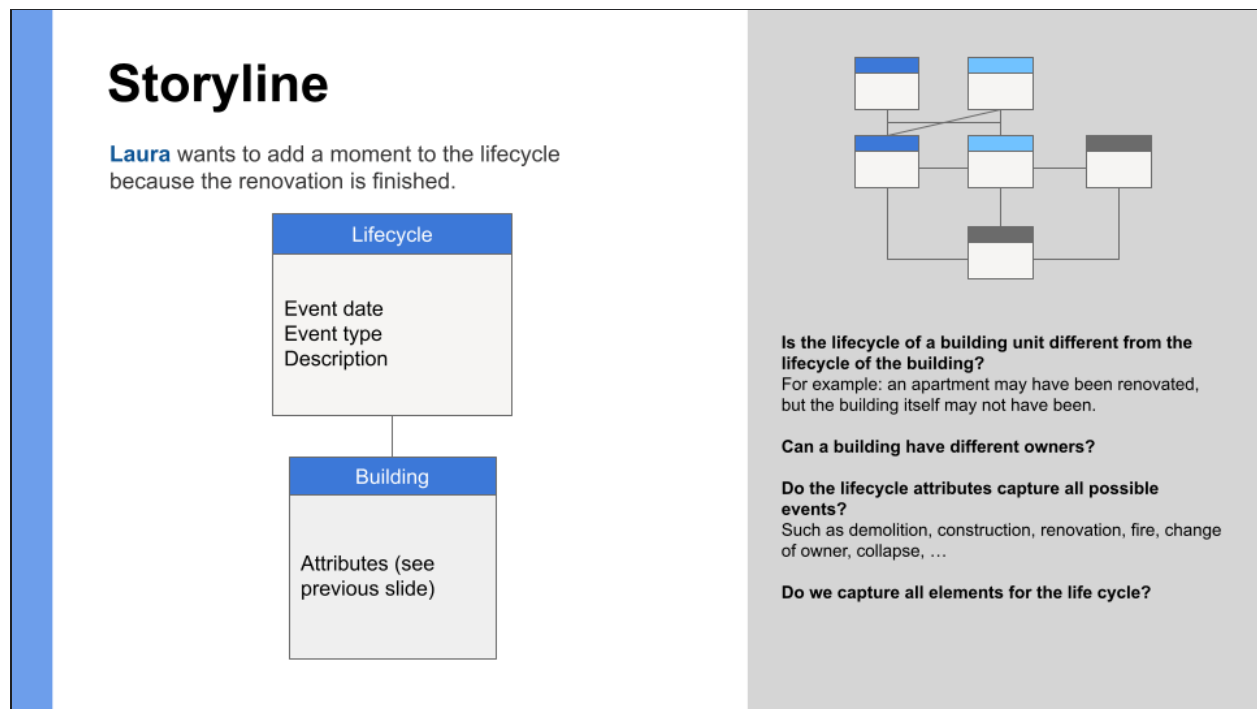 Storyline
Laura wants to add a moment to the lifecycle
because the renovation is finished.
Lifecycle
Event date
Event type
Description
Building
Attributes (see
previous slide)
Is the lifecycle of a building unit different from the
lifecycle of the building?
For example: an apartment may have been renovated,
but the building itself may not have been.
Can a building have different owners?
Do the lifecycle attributes capture all possible
events?
Such as demolition, construction, renovation, fire, change
of owner, collapse, …
Do we capture all elements for the life cycle?